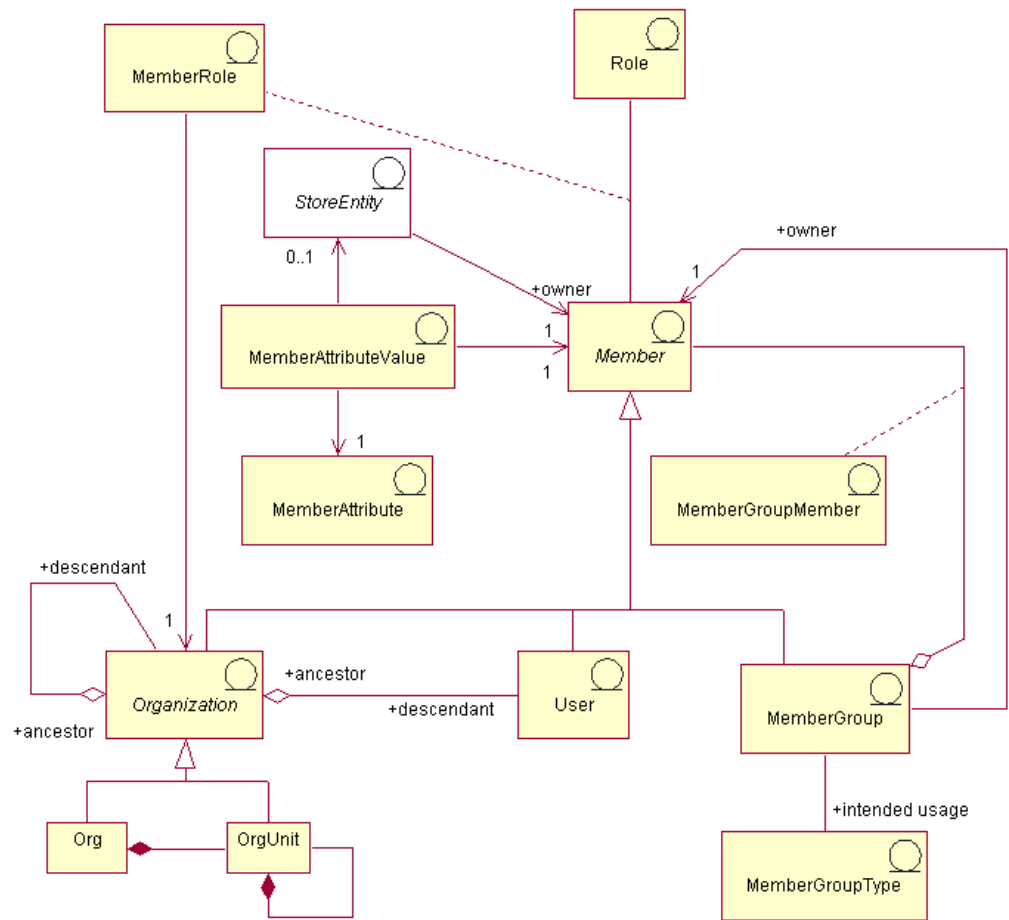 MemberRole
Role
StoreEntity
+owner
0..1
+owner
1
MemberAttributeValue
1
1
Member
1
MemberAttribute
MemberGroupMember
+descendant
1
Organization
+ancestor
+ancestor
+descendant
User
MemberGroup
Org
OrgUnit
+intended usage
MemberGroupType